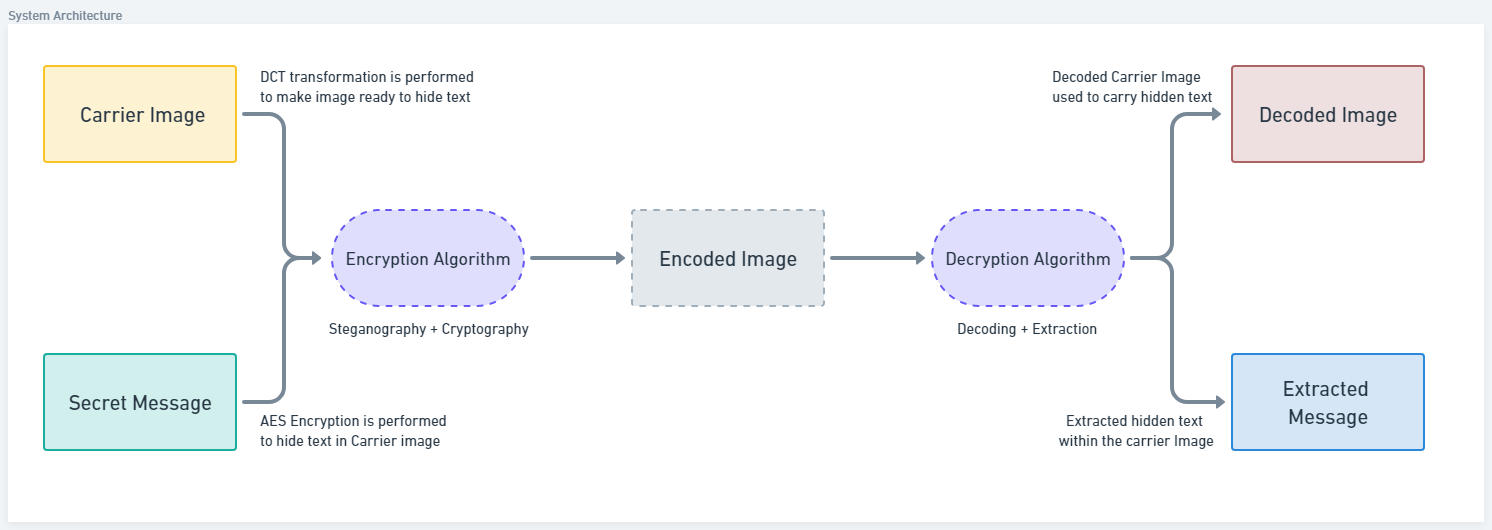 System Architecture
Carrier Image
DCT transformation is performed
to make image ready to hide text
Decoded Carrier Image
used to carry hidden text
Decoded Image
Encryption Algorithm
Steganography + Cryptography
Encoded Image
Decryption Algorithm
Decoding + Extraction
Secret Message
AES Encryption is performed
to hide text in Carrier image
Extracted hidden text
within the carrier Image
Extracted
Message